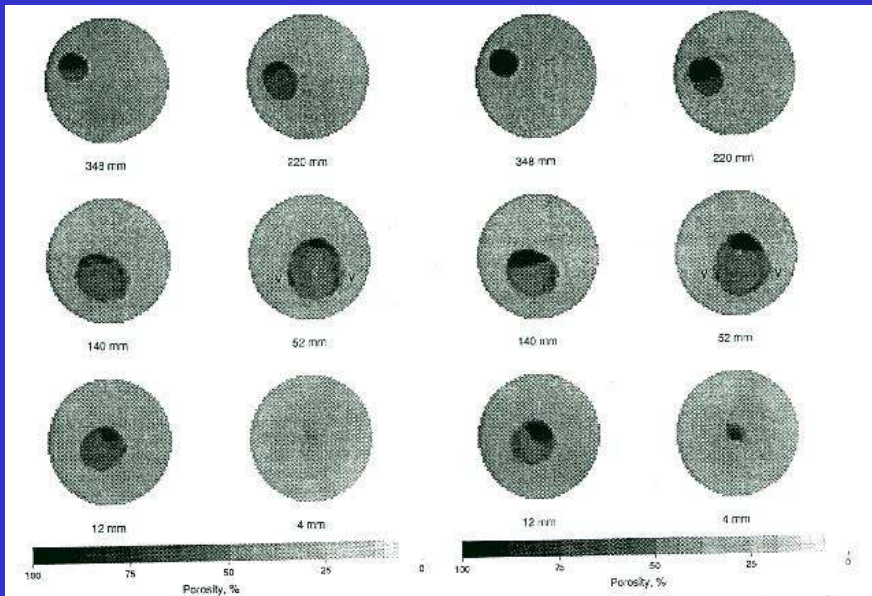 348 mm 220 mm 348 mm 220 mm
140 mm 52 mm 140 mm 52 mm
V V V V
12 mm 4 mm 12 mm 4 mm
100 75 50 25 0 100 75 50 25 0
Porosity, % Porosity, %